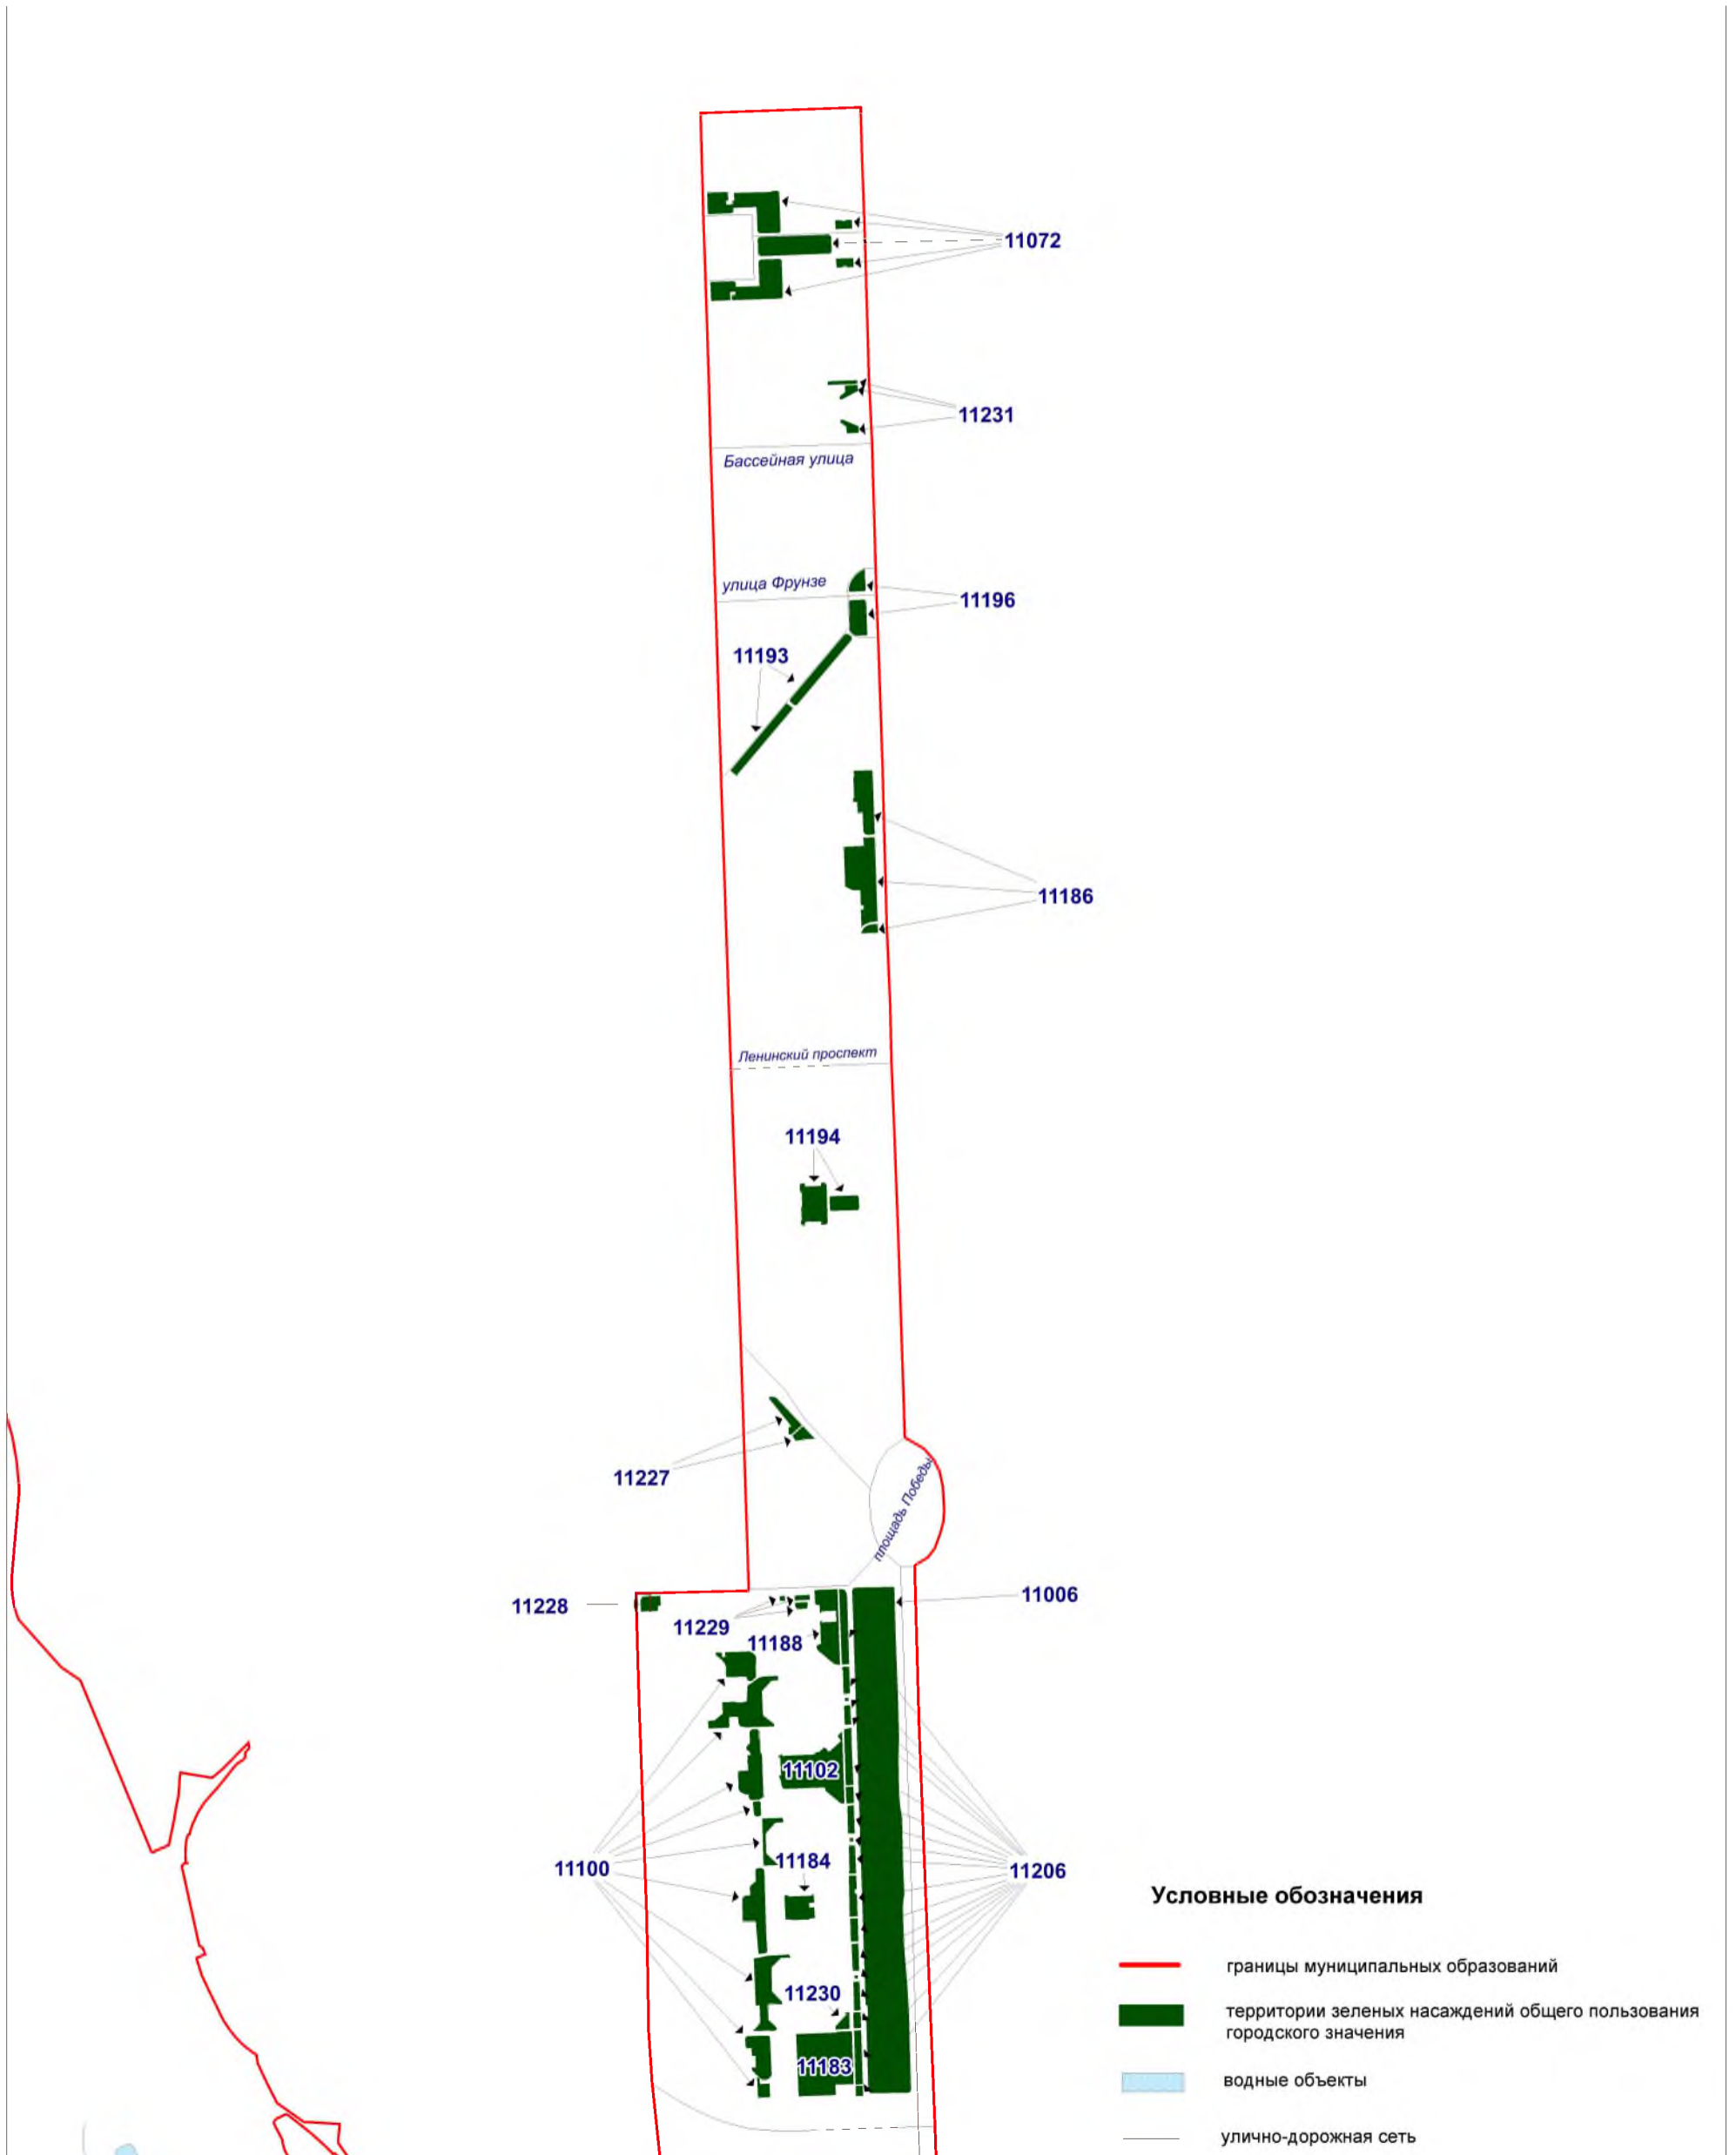 11072
11231
Бассейная улица
улица Фрунзе
11196
11193
11186
Ленинский проспект
11194
11227
площадь Победы
11228
11006
11229
11188
11102
11100
11184
11206
11230
11183
Условные обозначения
границы муниципальных образований
территории зеленых насаждений общего пользования
городского значения
водные объекты
улично-дорожная сеть